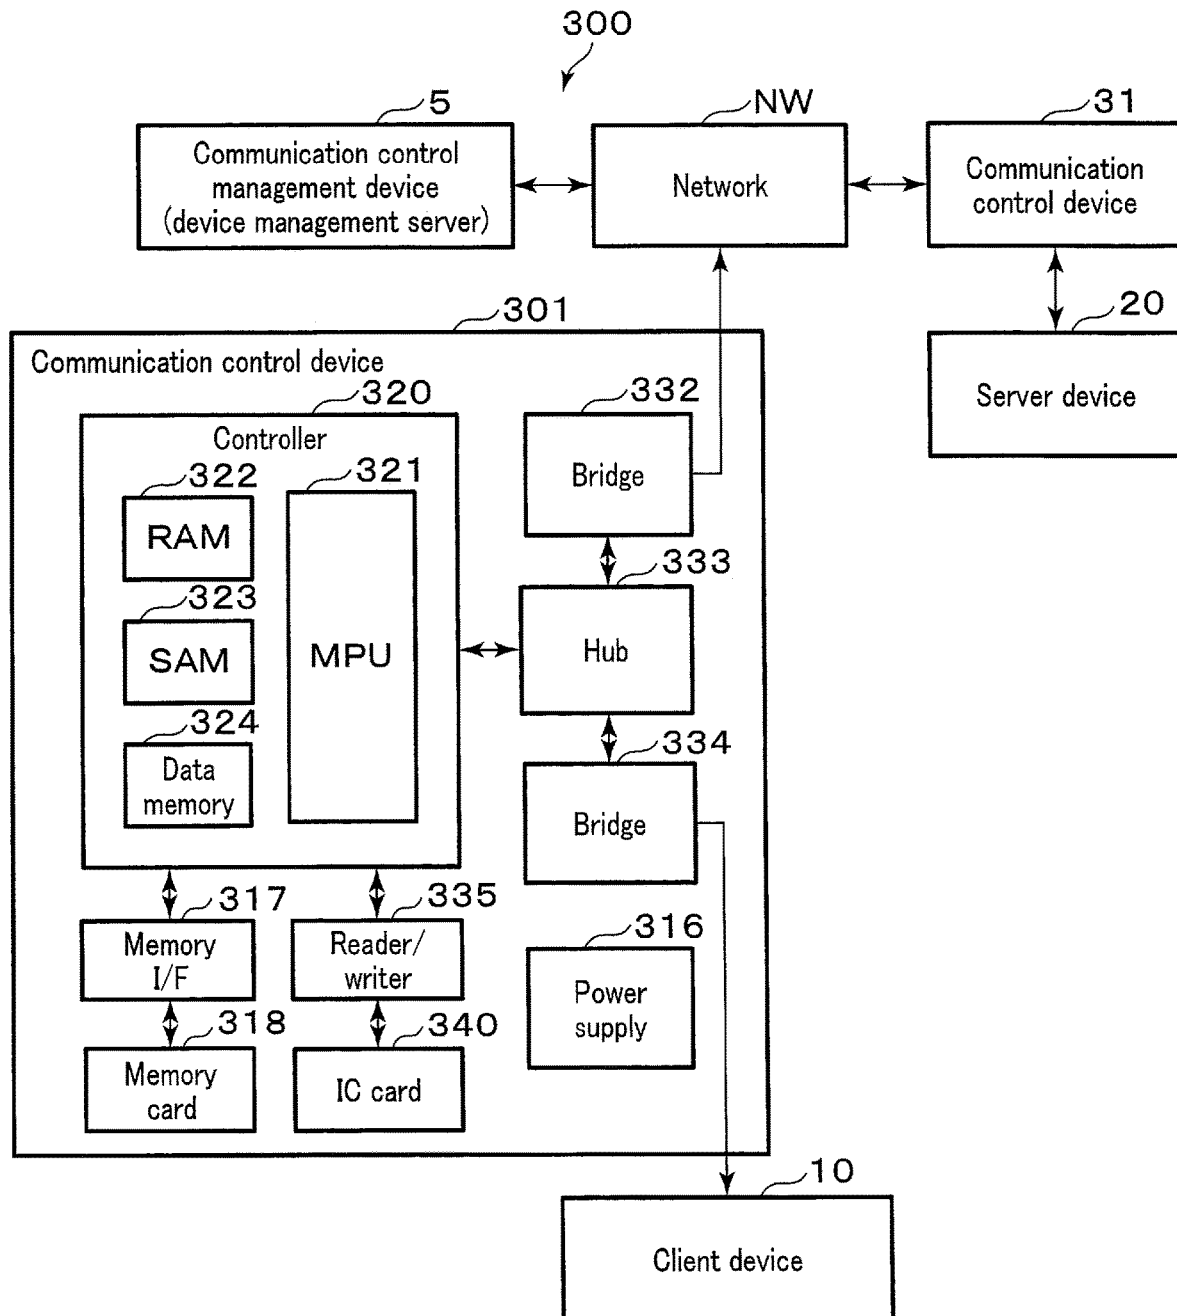 300
5
NW
31
Communication control
management device
(device management server)
Network
Communication
control device
301
20
Communication control device
Server device
320
332
Controller
322
321
Bridge
RAM
333
323
SAM
MPU
Hub
324
334
Data
memory
Bridge
317
335
316
Memory
I/F
Reader/
writer
Power
supply
318
340
Memory
card
IC card
10
Client device